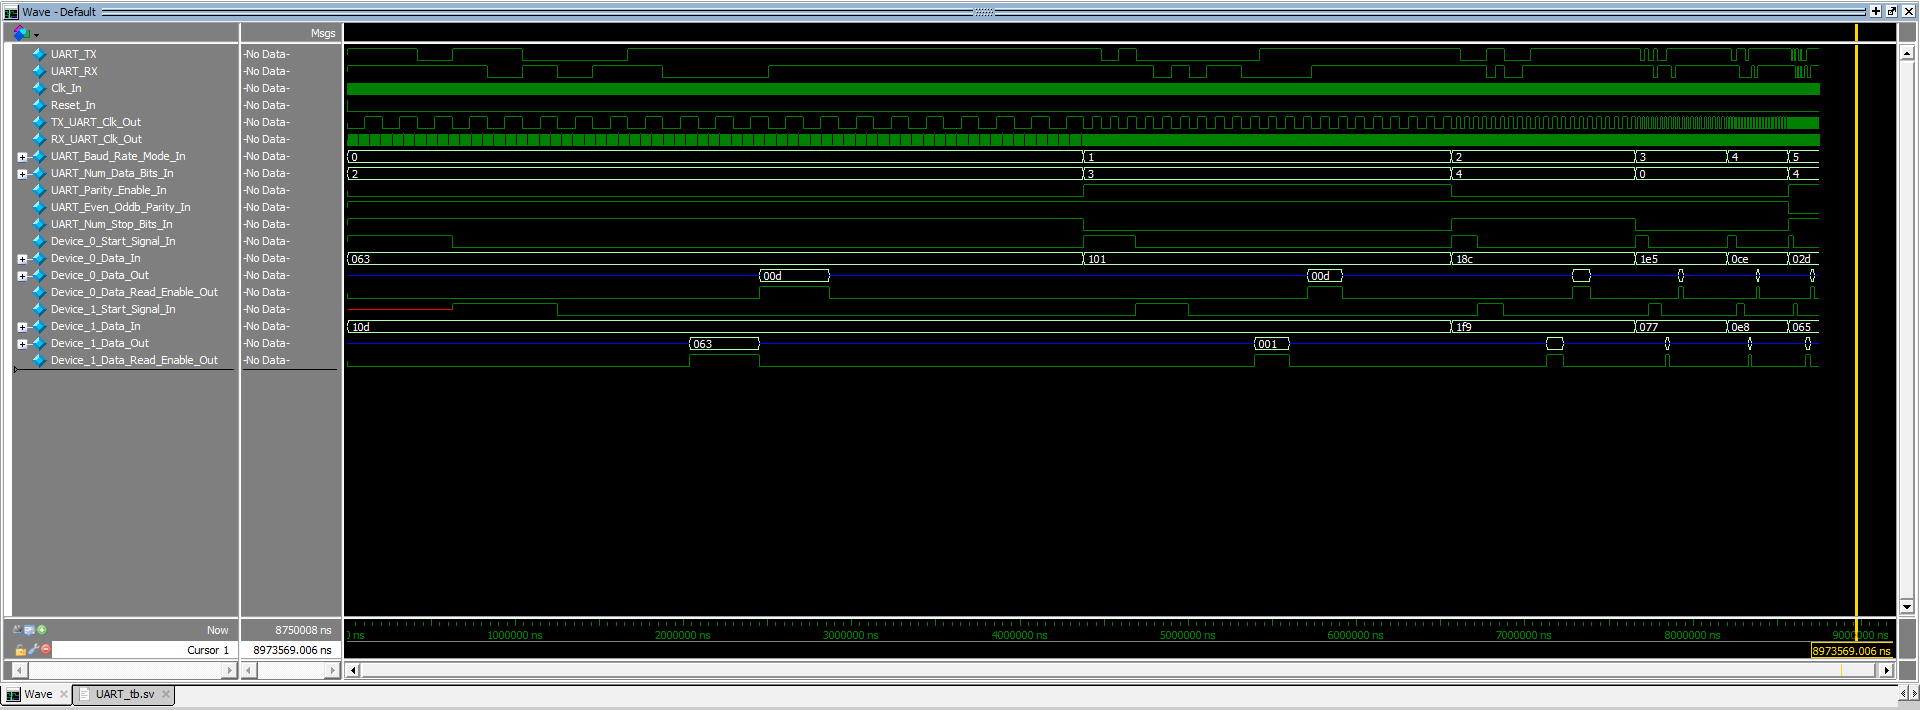 Wave - Default
Msgs
UART_TX -No Data-
UART_RX -No Data-
Clk_In -No Data-
Reset_In -No Data-
TX_UART_Clk_Out -No Data-
RX_UART_Clk_Out -No Data-
UART_Baud_Rate_Mode_In -No Data- 0 1 2 3 4 5
UART_Num_Data_Bits_In -No Data- 2 3 4 0 4
UART_Parity_Enable_In -No Data-
UART_Even_Oddb_Parity_In -No Data-
UART_Num_Stop_Bits_In -No Data-
Device_0_Start_Signal_In -No Data-
Device_0_Data_In -No Data- 063 101 18c 1e5 0ce 02d
Device_0_Data_Out -No Data- 00d 00d
Device_0_Data_Read_Enable_Out -No Data-
Device_1_Start_Signal_In -No Data-
Device_1_Data_In -No Data- 10d 1f9 077 0e8 065
Device_1_Data_Out -No Data- 063 001
Device_1_Data_Read_Enable_Out -No Data-
Now 8750008 ns ns 1000000 ns 2000000 ns 3000000 ns 4000000 ns 5000000 ns 6000000 ns 7000000 ns 8000000 ns 9000000 ns
Cursor 1 8973569.006 ns 8973569.006 ns
Wave UART_tb.sv